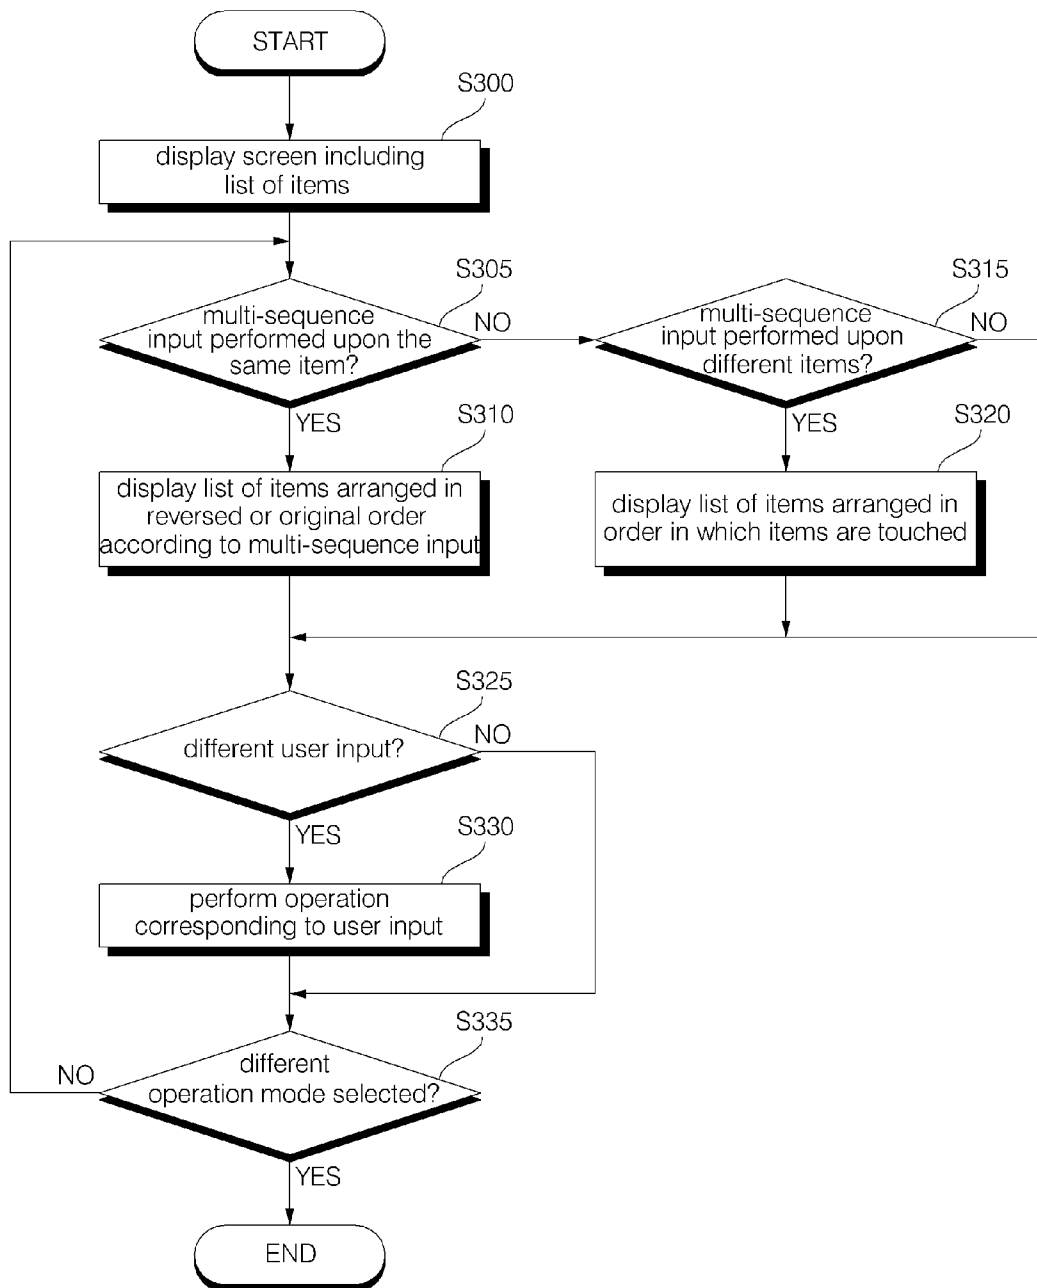 START
S300
display screen including
list of items
S305
S315
multi-sequence
input performed upon the
same item?
NO
multi-sequence
input performed upon
different items?
NO
YES
YES
S310
S320
display list of items arranged in
reversed or original order
according to multi-sequence input
display list of items arranged in
order in which items are touched
S325
different user input?
NO
YES
S330
perform operation
corresponding to user input
S335
different
operation mode selected?
NO
YES
END